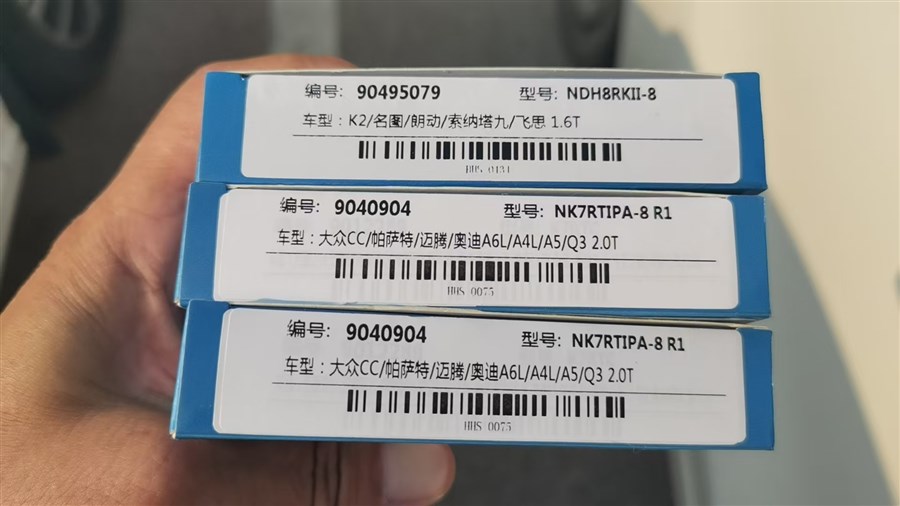 编号: 90495079 型号: NDH8RKII-8
车型：K2/名图/朗动/索纳塔九/飞思 1.6T
HHS 0434
编号: 9040904 型号: NK7RTIPA-8 R1
车型：大众CC/帕萨特/迈腾/奥迪A6L/A4L/A5/Q3 2.0T
HHS 0075
编号: 9040904 型号: NK7RTIPA-8 R1
车型：大众CC/帕萨特/迈腾/奥迪A6L/A4L/A5/Q3 2.0T
HHS 0075